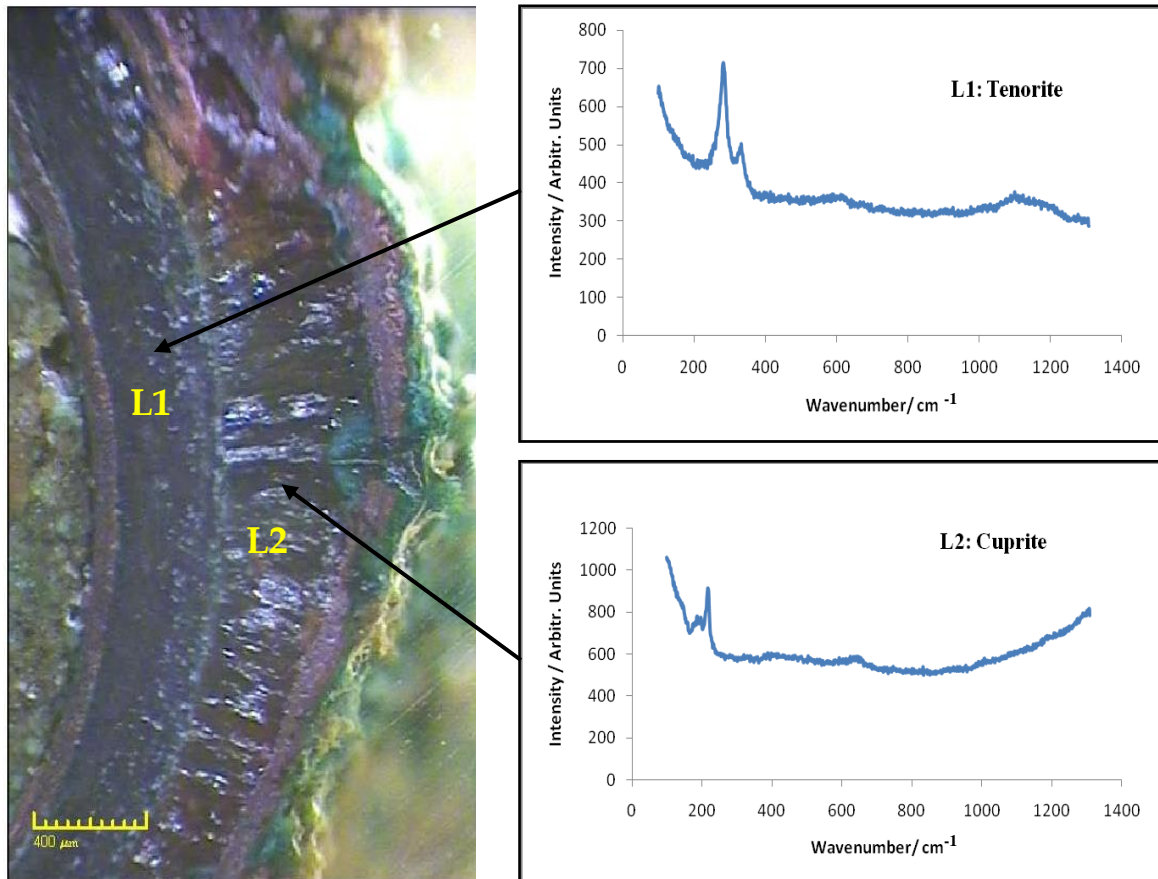 L1
L2
400 µm
L1: Tenorite
Intensity / Arbitr. Units
800
700
600
500
400
300
200
100
0
0 200 400 600 800 1000 1200 1400
Wavenumber/ cm -1
L2: Cuprite
Intensity / Arbitr. Units
1200
1000
800
600
400
200
0
0 200 400 600 800 1000 1200 1400
Wavenumber/ cm-1